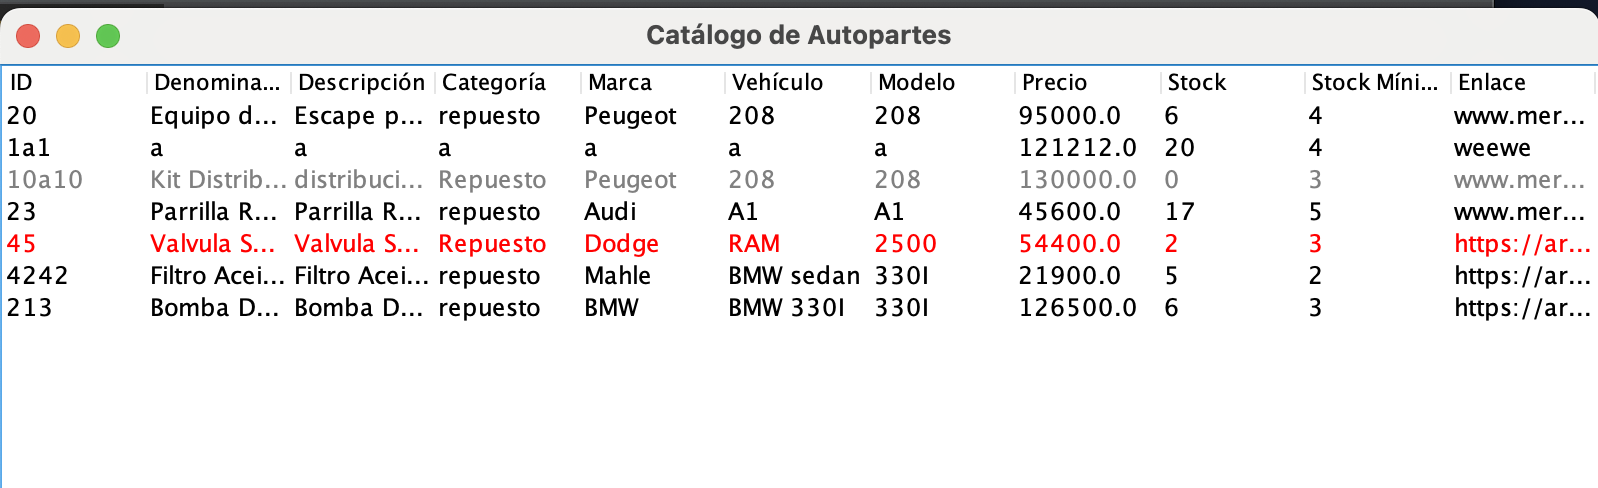 Catálogo de Autopartes
ID Denomina... Descripción Categoría Marca Vehículo Modelo Precio Stock Stock Míni... Enlace
20 Equipo d... Escape p... repuesto Peugeot 208 208 95000.0 6 4 www.mer...
1a1 a a a a a a 121212.0 20 4 weewe
10a10 Kit Distrib... distribuci... Repuesto Peugeot 208 208 130000.0 0 3 www.mer...
23 Parrilla R... Parrilla R... repuesto Audi A1 A1 45600.0 17 5 www.mer...
45 Valvula S... Valvula S... Repuesto Dodge RAM 2500 54400.0 2 3 https://ar...
4242 Filtro Acei... Filtro Acei... repuesto Mahle BMW sedan 330I 21900.0 5 2 https://ar...
213 Bomba D... Bomba D... repuesto BMW BMW 330I 330I 126500.0 6 3 https://ar...